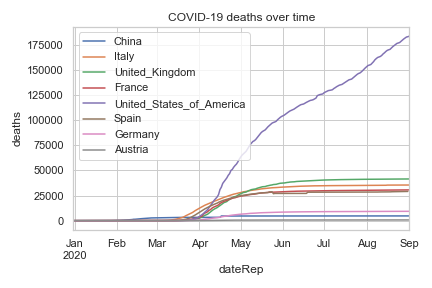 COVID-19 deaths over time
China
Italy
United_Kingdom
France
United_States_of_America
Spain
Germany
Austria
deaths
175000
150000
125000
100000
75000
50000
25000
0
Jan Feb Mar Apr May Jun Jul Aug Sep
2020
dateRep